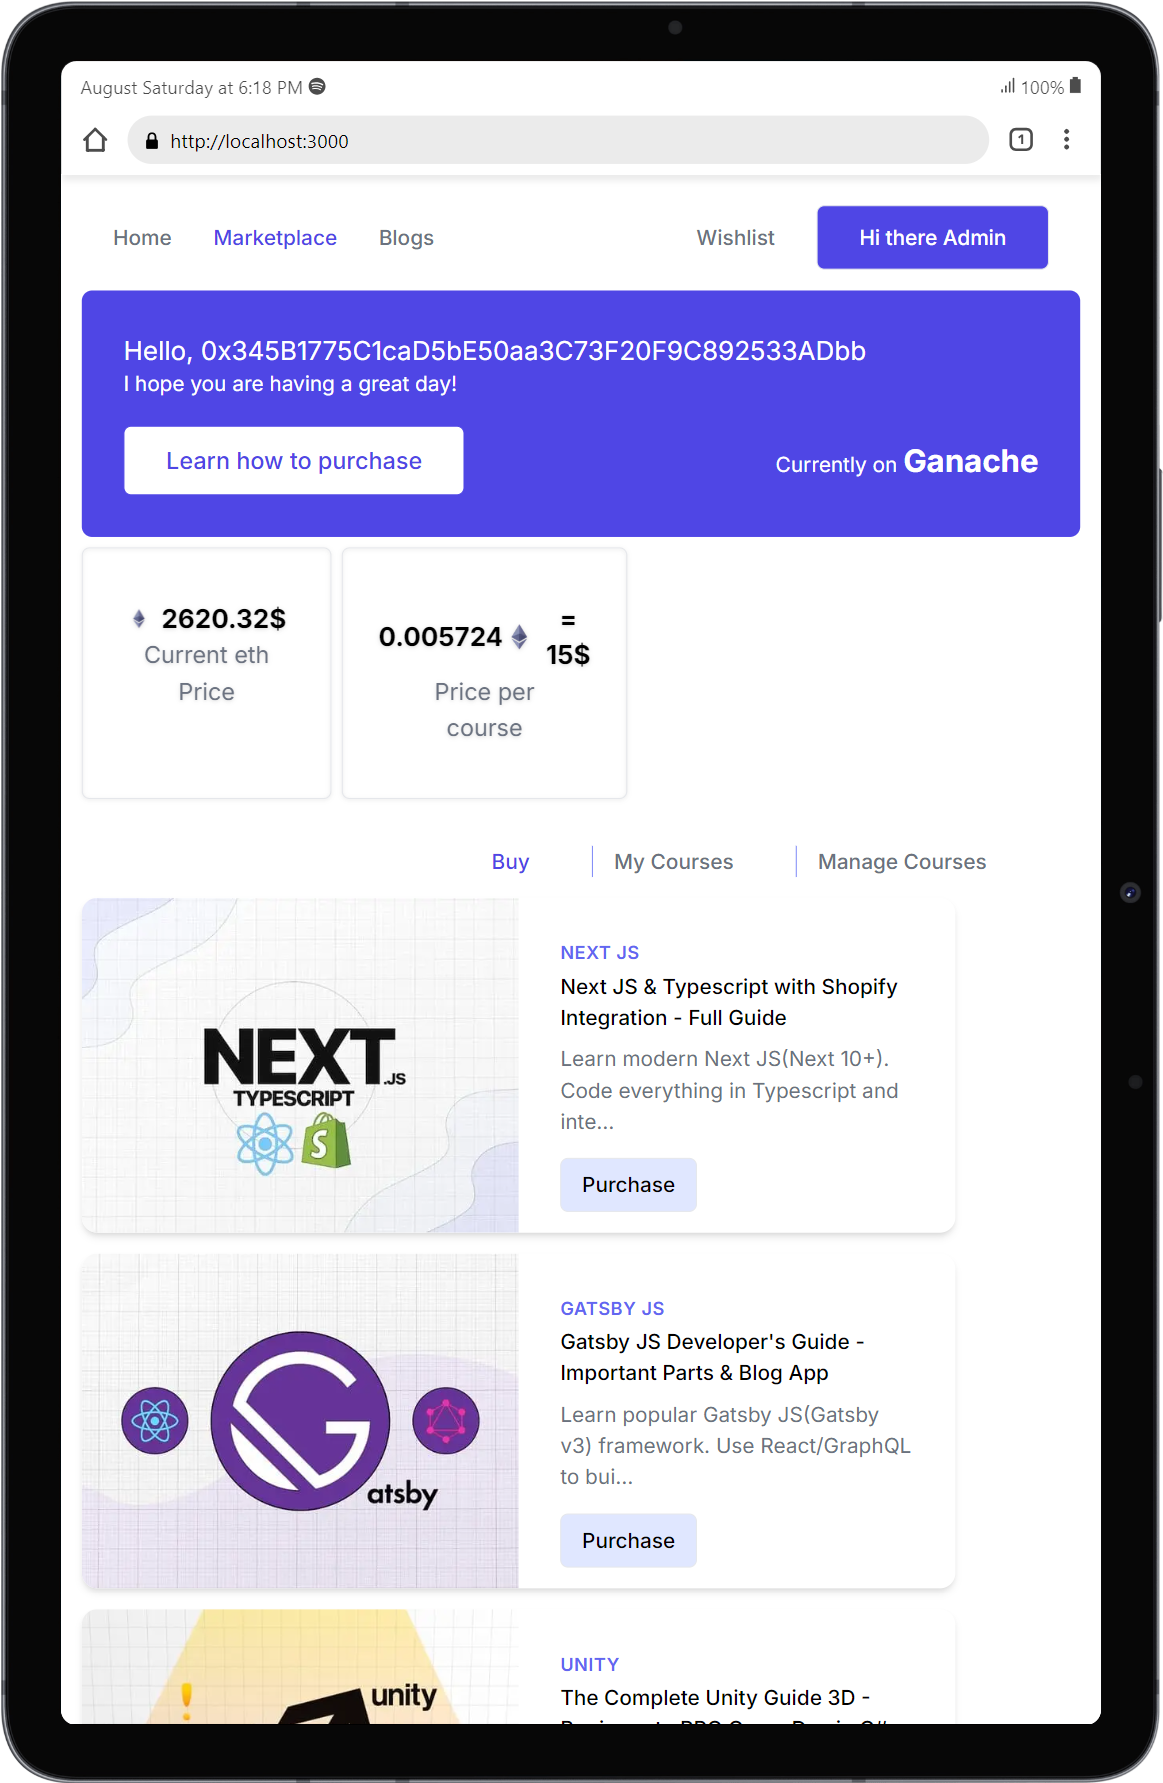 August Saturday at 6:18 PM
100%
http://localhost:3000
1
Home Marketplace Blogs Wishlist Hi there Admin
Hello, 0x345B1775C1caD5bE50aa3C73F20F9C892533ADbb
I hope you are having a great day!
Learn how to purchase
Currently on Ganache
2620.32$
Current eth
Price
0.005724 = 15$
Price per
course
Buy My Courses Manage Courses
NEXT.JS
TYPESCRIPT
NEXT JS
Next JS & Typescript with Shopify
Integration - Full Guide
Learn modern Next JS(Next 10+).
Code everything in Typescript and
inte...
Purchase
Gatsby
GATSBY JS
Gatsby JS Developer's Guide -
Important Parts & Blog App
Learn popular Gatsby JS(Gatsby
v3) framework. Use React/GraphQL
to bui...
Purchase
unity
UNITY
The Complete Unity Guide 3D -